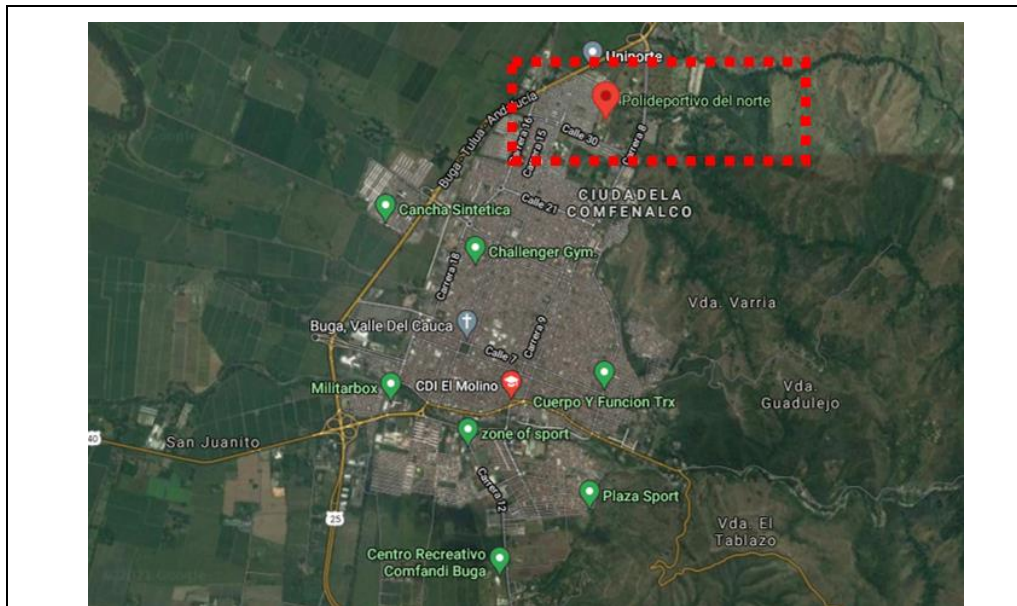 Uninorte
Polideportivo del norte
Buga - Tulua - Andalucia
Carrera 16
Carrera 15
Calle 30
Carrera 8
CIUDADELA
COMFENALCO
Cancha Sintetica
Calle 21
Challenger Gym.
Carrera 18
Vda. Varria
Buga, Valle Del Cauca
Carrera 9
Calle 7
Militarbox
CDI El Molino
Cuerpo Y Funcion Trx
Vda.
Guadulejo
40
San Juanito
zone of sport
Carrera 12
Plaza Sport
25
Vda. El
Tablazo
Centro Recreativo
Comfandi Buga